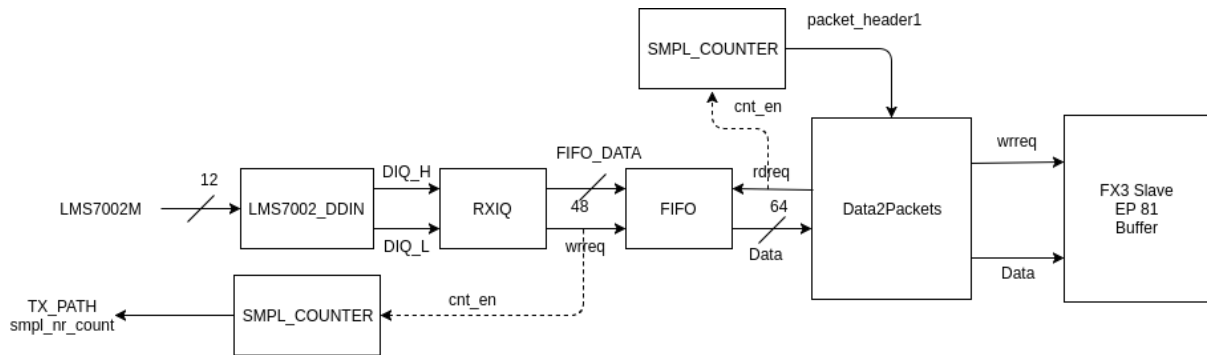 packet_header1
SMPL_COUNTER
cnt_en
wrreq
FIFO_DATA
rdreq
12
DIQ_H
LMS7002M
LMS7002_DDIN
RXIQ
48
FIFO
64
Data2Packets
FX3 Slave
EP 81
Buffer
DIQ_L
wrreq
Data
Data
cnt_en
TX_PATH
smpl_nr_count
SMPL_COUNTER